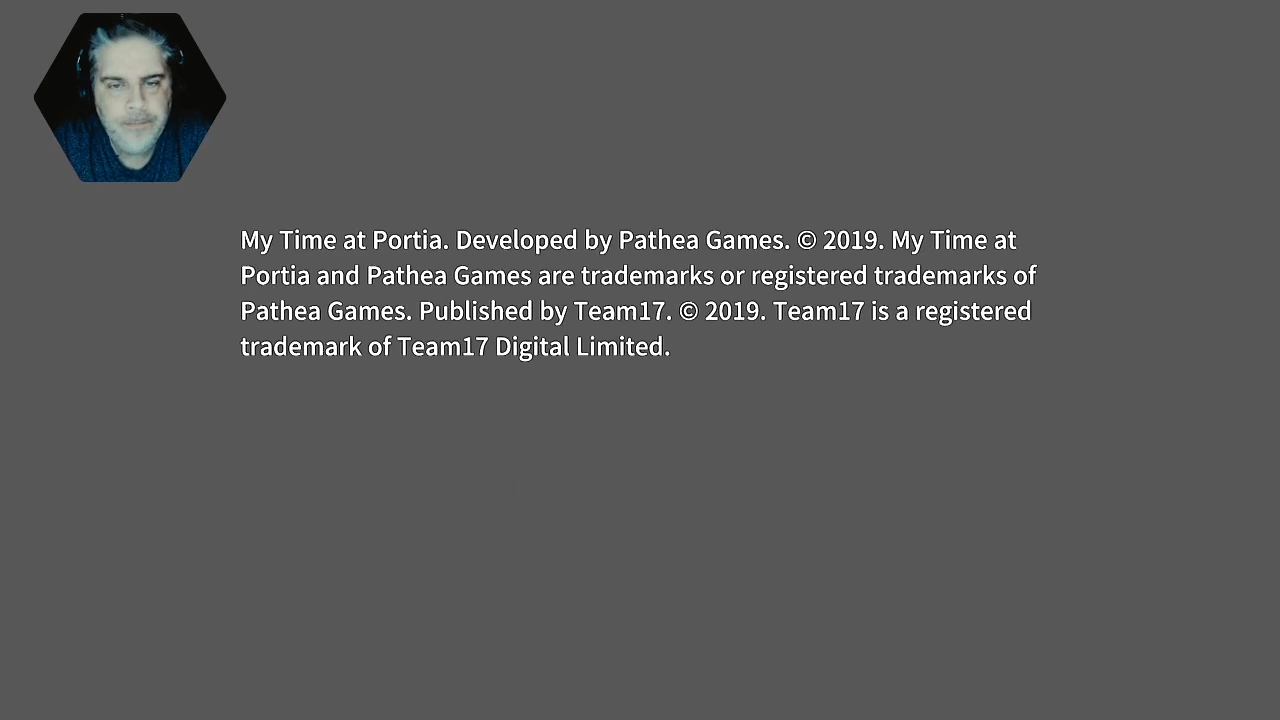 My Time at Portia. Developed by Pathea Games. © 2019. My Time at
Portia and Pathea Games are trademarks or registered trademarks of
Pathea Games. Published by Team17. © 2019. Team17 is a registered
trademark of Team17 Digital Limited.